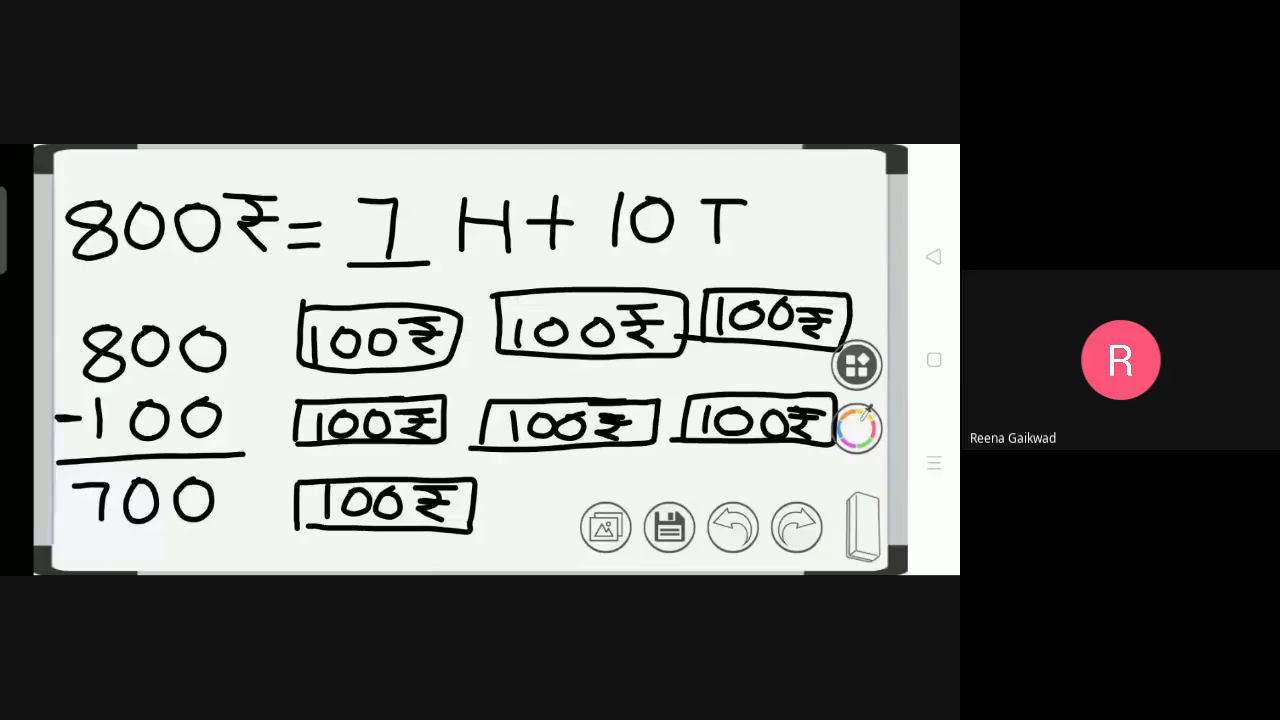 800₹ = 7 H + 10 T
800 100₹ 100₹ 100₹
-100 100₹ 100₹ 100₹
700 100₹
R
Reena Gaikwad